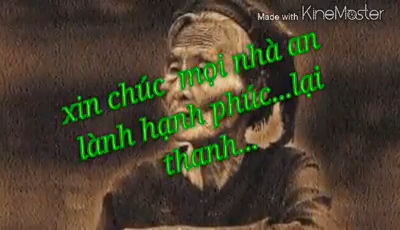 Made with KineMaster
xin chúc mọi nhà an
lành hạnh phúc...lại
thanh...